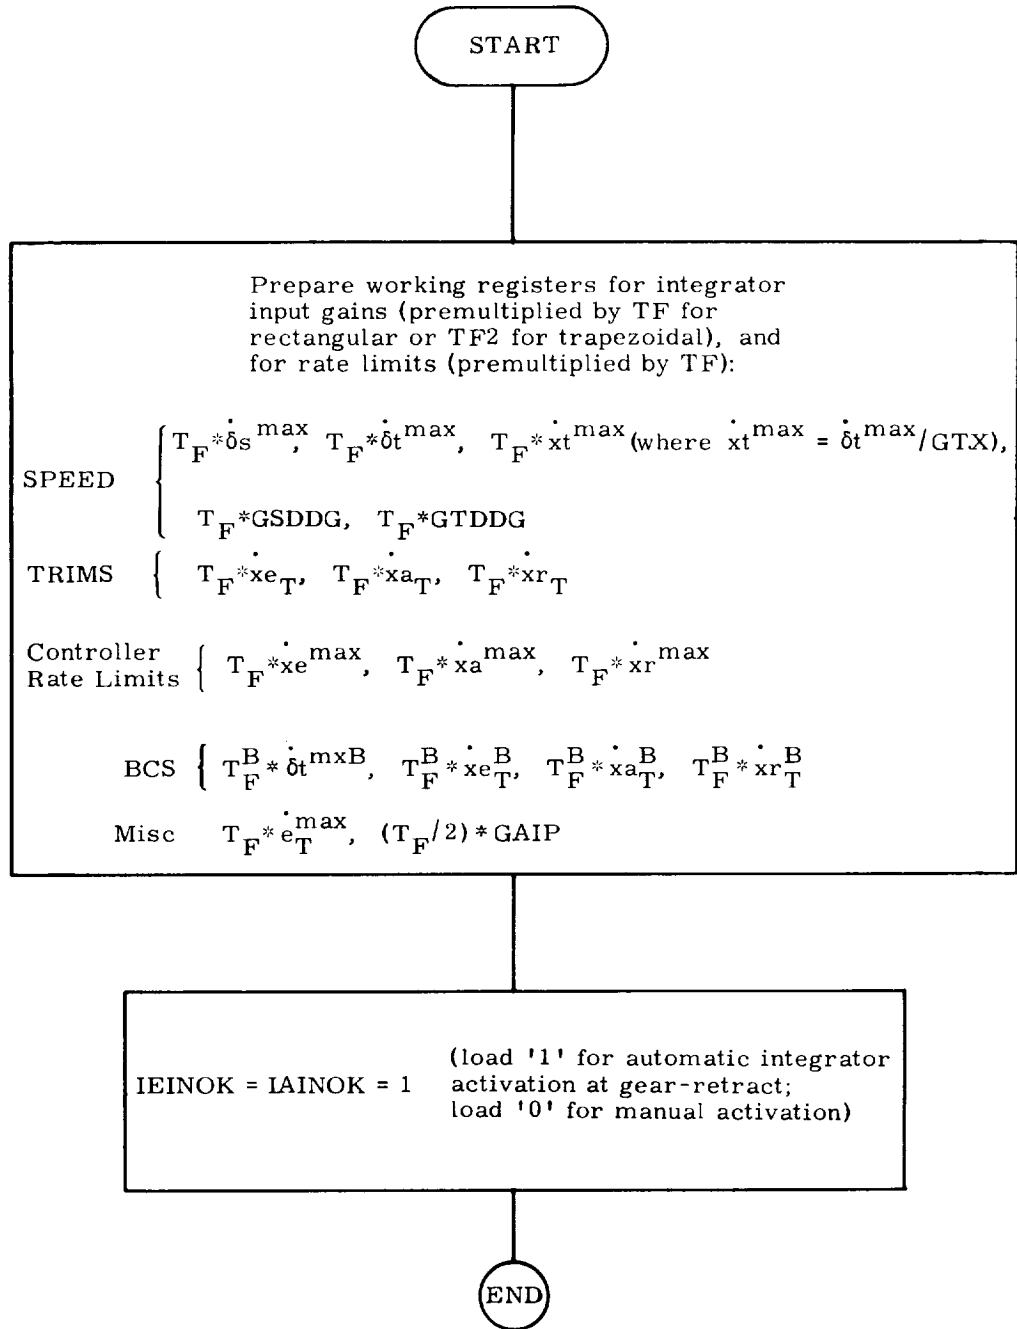 START
Prepare working registers for integrator
input gains (premultiplied by TF for
rectangular or TF2 for trapezoidal), and
for rate limits (premultiplied by TF):
SPEED { T_F*δ̇s^max, T_F*δ̇t^max, T_F*ẋt^max (where ẋt^max = δ̇t^max/GTX),
T_F*GSDDG, T_F*GTDDG
TRIMS { T_F*ẋe_T, T_F*ẋa_T, T_F*ẋr_T
Controller
Rate Limits { T_F*ẋe^max, T_F*ẋa^max, T_F*ẋr^max
BCS { T_F^B*δ̇t^mxB, T_F^B*ẋe_T^B, T_F^B*ẋa_T^B, T_F^B*ẋr_T^B
Misc T_F*ė_T^max, (T_F/2)*GAIP
IEINOK = IAINOK = 1 (load '1' for automatic integrator
activation at gear-retract;
load '0' for manual activation)
END